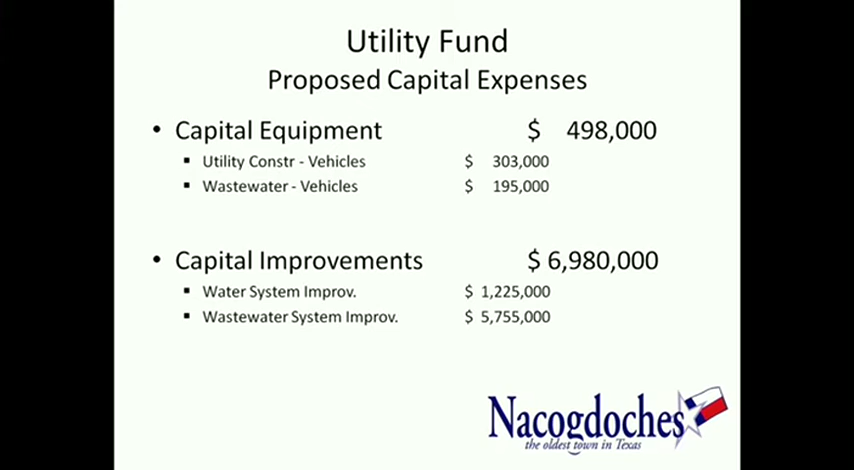 Utility Fund
Proposed Capital Expenses
• Capital Equipment $ 498,000
▪ Utility Constr - Vehicles $ 303,000
▪ Wastewater - Vehicles $ 195,000
• Capital Improvements $ 6,980,000
▪ Water System Improv. $ 1,225,000
▪ Wastewater System Improv. $ 5,755,000
Nacogdoches
the oldest town in Texas